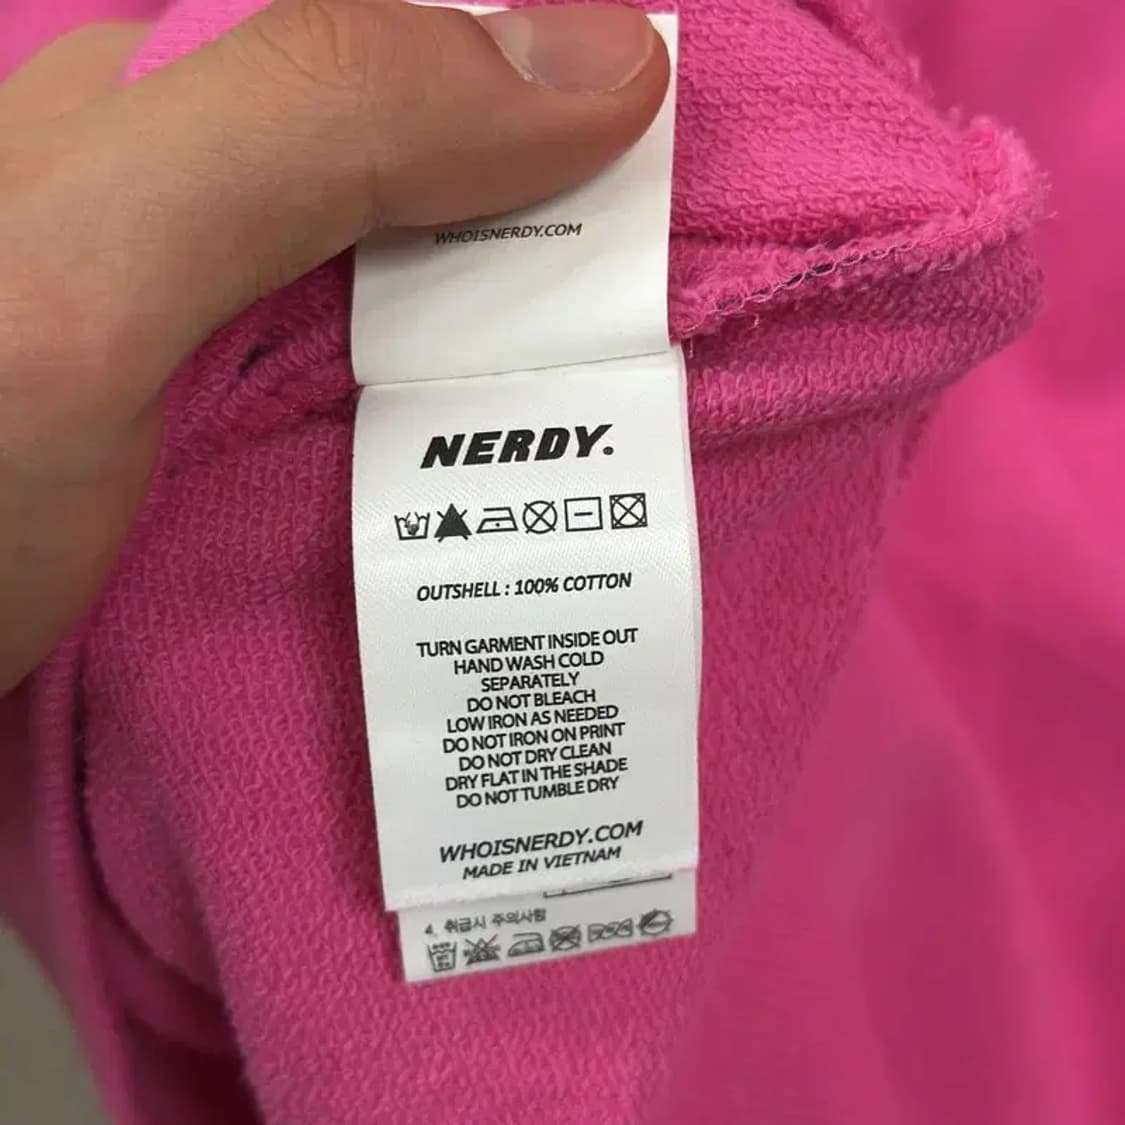 WHOISNERDY.COM
NERDY.
OUTSHELL : 100% COTTON
TURN GARMENT INSIDE OUT
HAND WASH COLD
SEPARATELY
DO NOT BLEACH
LOW IRON AS NEEDED
DO NOT IRON ON PRINT
DO NOT DRY CLEAN
DRY FLAT IN THE SHADE
DO NOT TUMBLE DRY
WHOISNERDY.COM
MADE IN VIETNAM
4. 취급시 주의사항